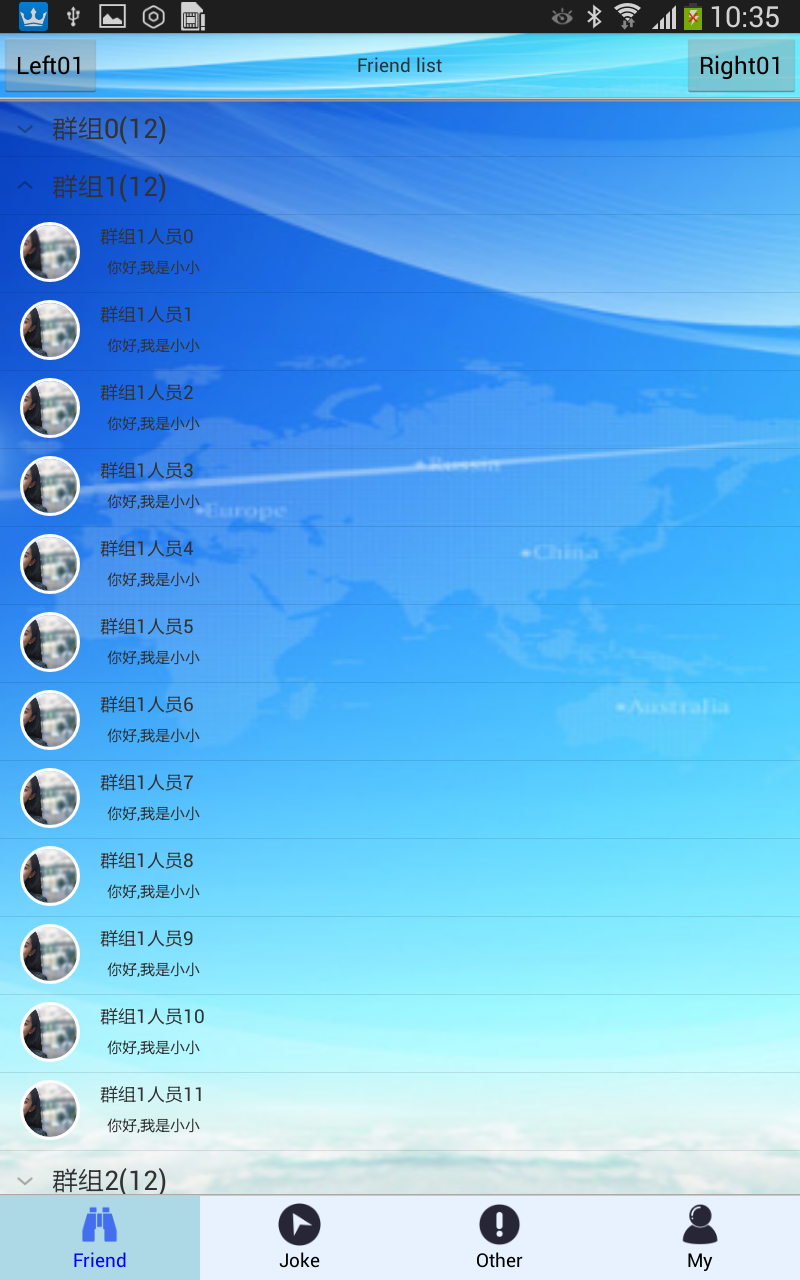 10:35
Left01
Friend list
Right01
群组0(12)
群组1(12)
群组1人员0
你好,我是小小
群组1人员1
你好,我是小小
群组1人员2
你好,我是小小
群组1人员3
你好,我是小小
群组1人员4
你好,我是小小
群组1人员5
你好,我是小小
群组1人员6
你好,我是小小
群组1人员7
你好,我是小小
群组1人员8
你好,我是小小
群组1人员9
你好,我是小小
群组1人员10
你好,我是小小
群组1人员11
你好,我是小小
Russia
Europe
China
Australia
群组2(12)
Friend
Joke
Other
My